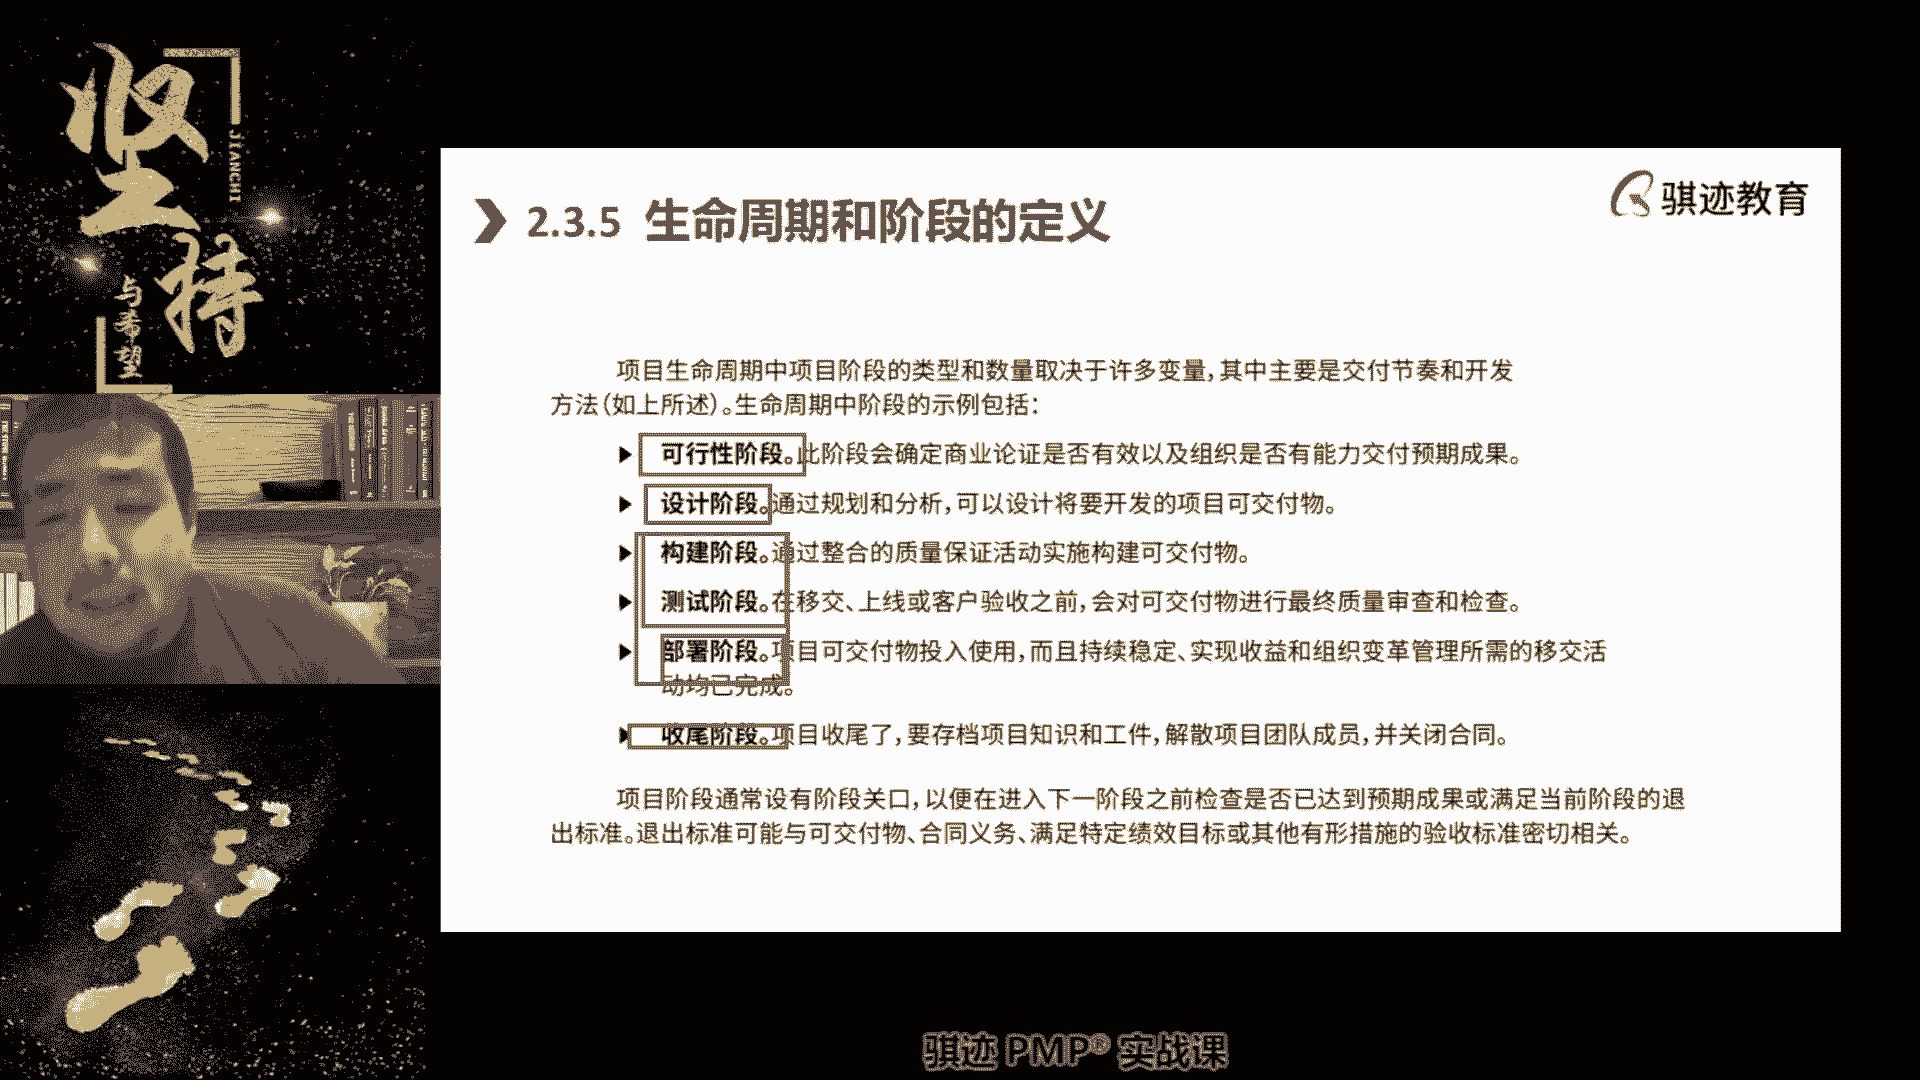 坚持
JIANCHI
与希望
骐迹教育
2.3.5 生命周期和阶段的定义
项目生命周期中项目阶段的类型和数量取决于许多变量，其中主要是交付节奏和开发
方法（如上所述）。生命周期中阶段的示例包括：
可行性阶段。此阶段会确定商业论证是否有效以及组织是否有能力交付预期成果。
设计阶段。通过规划和分析，可以设计将要开发的项目可交付物。
构建阶段。通过整合的质量保证活动实施构建可交付物。
测试阶段。在移交、上线或客户验收之前，会对可交付物进行最终质量审查和检查。
部署阶段。项目可交付物投入使用，而且持续稳定、实现收益和组织变革管理所需的移交活
动均已完成。
收尾阶段。项目收尾了，要存档项目知识和工件，解散项目团队成员，并关闭合同。
项目阶段通常设有阶段关口，以便在进入下一阶段之前检查是否已达到预期成果或满足当前阶段的退
出标准。退出标准可能与可交付物、合同义务、满足特定绩效目标或其他有形措施的验收标准密切相关。
骐迹 PMP® 实战课